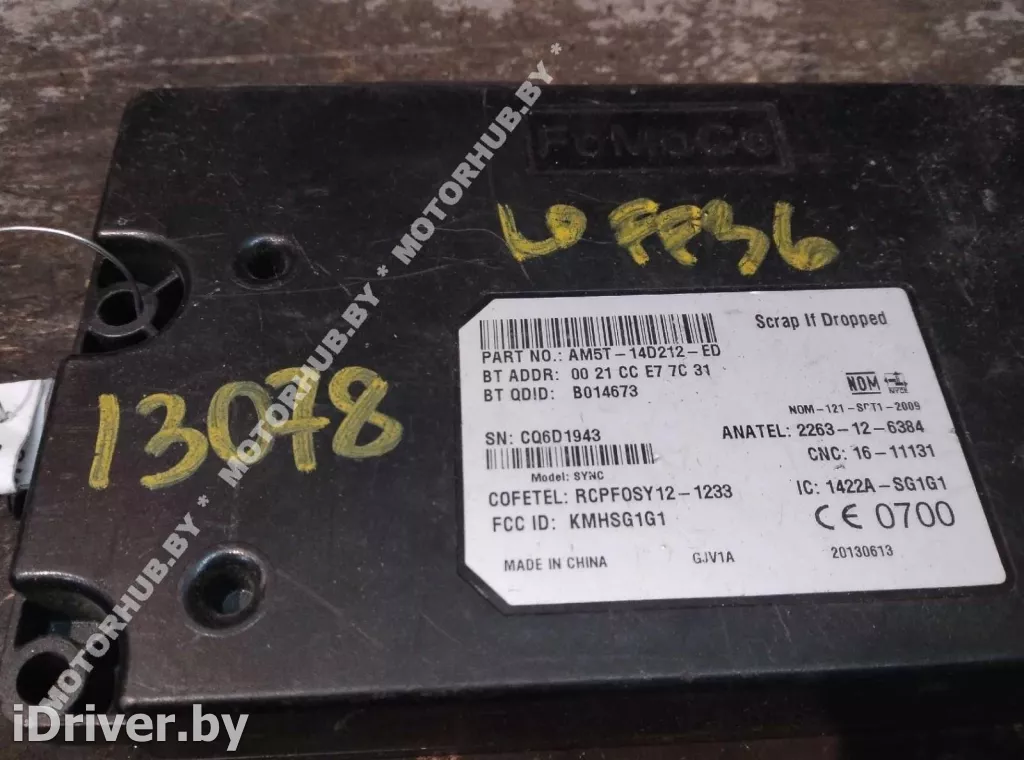 FoMoCo
LO FF36
13078
Scrap If Dropped
PART NO.: AM5T-14D212-ED
BT ADDR: 00 21 CC E7 7C 31
BT QDID: B014673
NOM
NOM-121-SCT1-2009
SN: CQ6D1943
ANATEL: 2263-12-6384
Model: SYNC
CNC: 16-11131
COFETEL: RCPFOSY12-1233
IC: 1422A-SG1G1
FCC ID: KMHSG1G1
CE 0700
MADE IN CHINA GJV1A 20130613
* MOTORHUB.BY * MOTORHUB.BY * MOTORHUB.BY *
iDriver.by